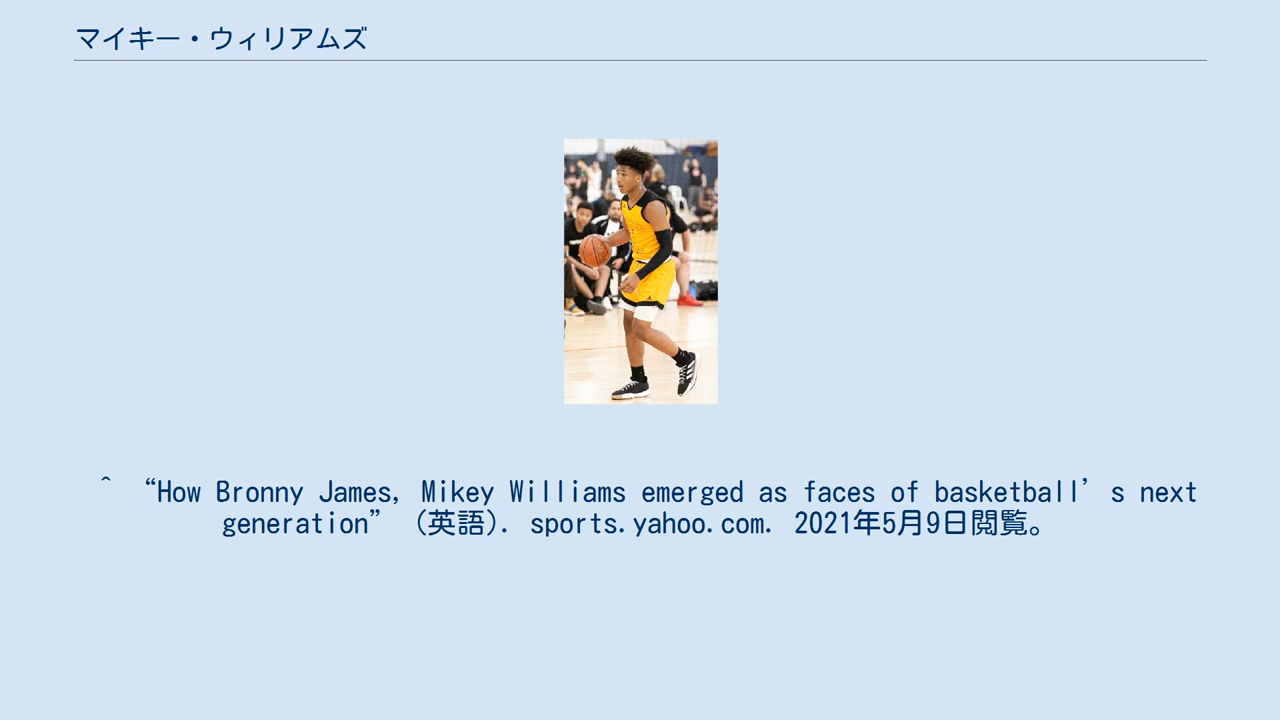 マイキー・ウィリアムズ
^ “How Bronny James, Mikey Williams emerged as faces of basketball’s next
generation” (英語). sports.yahoo.com. 2021年5月9日閲覧。